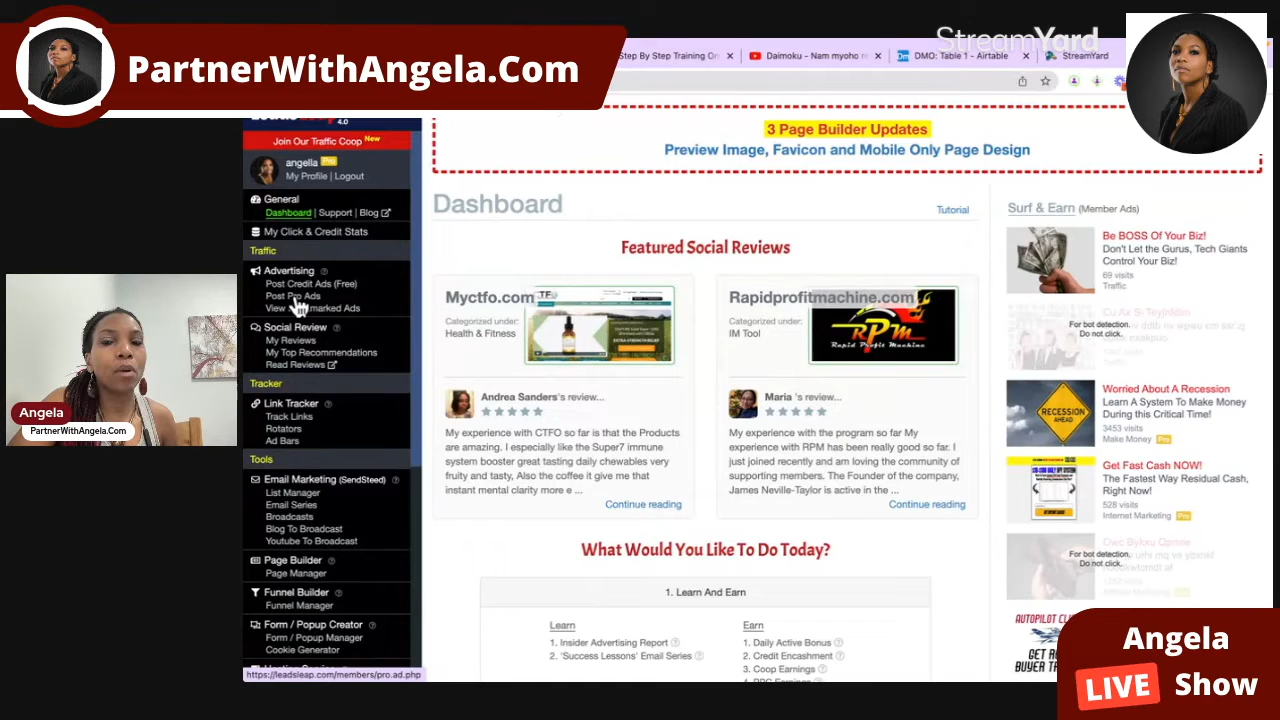 PartnerWithAngela.Com
StreamYard
Step By Step Training On
Daimoku - Nam myoho re
DMO: Table 1 - Airtable
StreamYard
4.0
Join Our Traffic Coop New
angella Pro
My Profile | Logout
General
Dashboard | Support | Blog
My Click & Credit Stats
Traffic
Advertising
Post Credit Ads (Free)
Post Pro Ads
View marked Ads
Social Review
My Reviews
My Top Recommendations
Read Reviews
Tracker
Link Tracker
Track Links
Rotators
Ad Bars
Tools
Email Marketing (SendSteed)
List Manager
Email Series
Broadcasts
Blog To Broadcast
Youtube To Broadcast
Page Builder
Page Manager
Funnel Builder
Funnel Manager
Form / Popup Creator
Form / Popup Manager
Cookie Generator
https://leadsleap.com/members/pro.ad.php
3 Page Builder Updates
Preview Image, Favicon and Mobile Only Page Design
Dashboard
Tutorial
Featured Social Reviews
Myctfo.com
Categorized under:
Health & Fitness
Andrea Sanders's review...
My experience with CTFO so far is that the Products
are amazing. I especially like the Super7 immune
system booster great tasting daily chewables very
fruity and tasty, Also the coffee it give me that
instant mental clarity more e ...
Continue reading
Rapidprofitmachine.com
Categorized under:
IM Tool
RPM
Rapid Profit Machine
Maria 's review...
My experience with the program so far My
experience with RPM has been really good so far. I
just joined recently and am loving the community of
supporting members. The Founder of the company,
James Neville-Taylor is active in the ...
Continue reading
What Would You Like To Do Today?
1. Learn And Earn
Learn
1. Insider Advertising Report
2. 'Success Lessons' Email Series
Earn
1. Daily Active Bonus
2. Credit Encashment
3. Coop Earnings
Surf & Earn (Member Ads)
Be BOSS Of Your Biz!
Don't Let the Gurus, Tech Giants
Control Your Biz!
69 visits
Traffic
For bot detection.
Do not click.
RECESSION
AHEAD
Worried About A Recession
Learn A System To Make Money
During this Critical Time!
3453 visits
Make Money Pro
Get Fast Cash NOW!
The Fastest Way Residual Cash,
Right Now!
528 visits
Internet Marketing Pro
For bot detection.
Do not click.
Angela
PartnerWithAngela.Com
Angela
LIVE Show